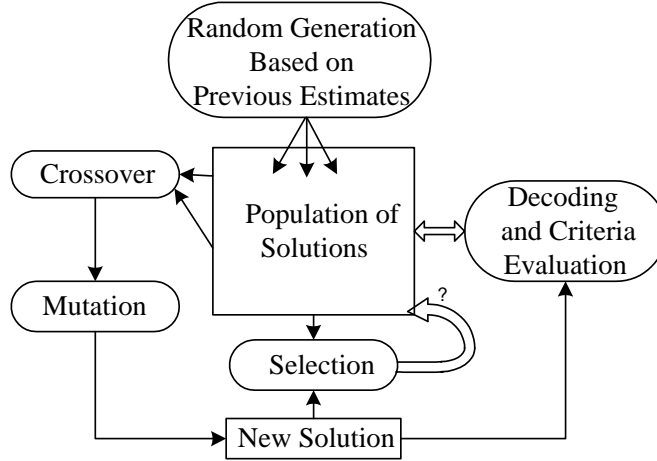 Random Generation
Based on
Previous Estimates
Crossover
Population of
Solutions
Decoding
and Criteria
Evaluation
Mutation
?
Selection
New Solution